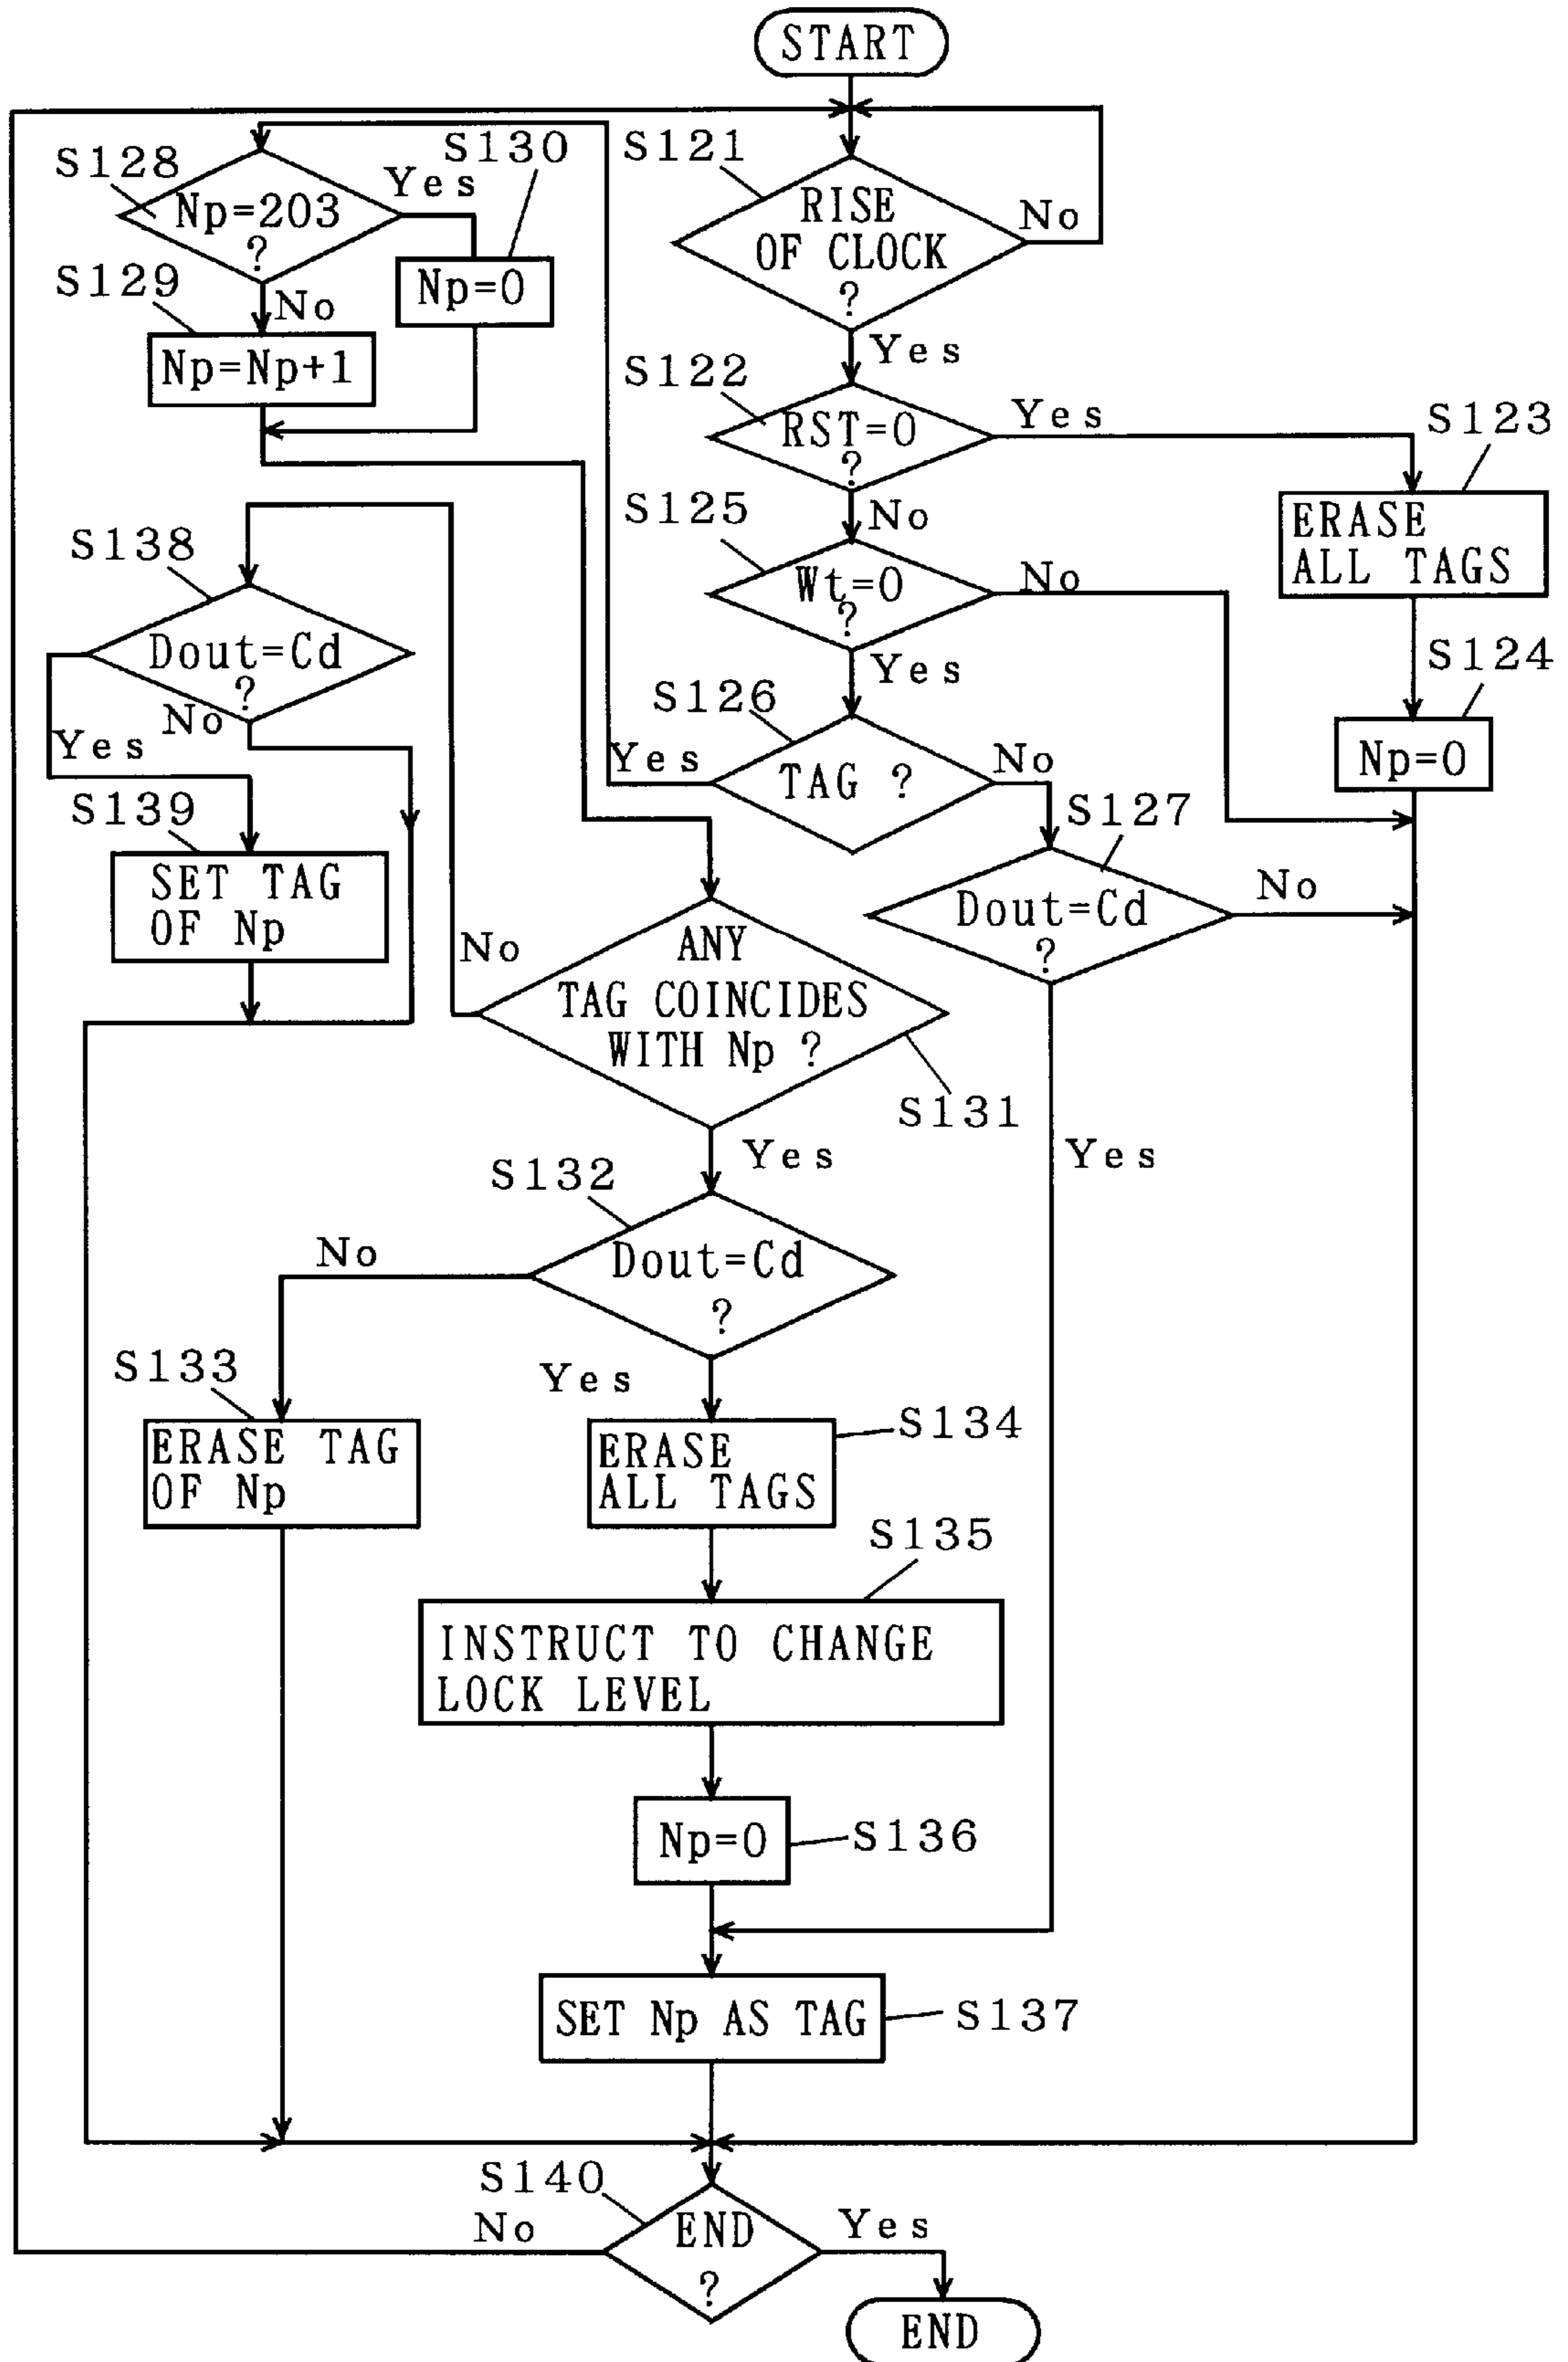 START
S121
RISE
OF CLOCK
?
No
Yes
S122
RST=0
?
Yes
No
S123
ERASE
ALL TAGS
S124
Np=0
S125
Wt=0
?
No
Yes
S126
TAG ?
Yes
No
S127
Dout=Cd
?
No
Yes
S128
Np=203
?
Yes
No
S129
Np=Np+1
S130
Np=0
S131
ANY
TAG COINCIDES
WITH Np ?
No
Yes
S132
Dout=Cd
?
No
Yes
S133
ERASE TAG
OF Np
S134
ERASE
ALL TAGS
S135
INSTRUCT TO CHANGE
LOCK LEVEL
S136
Np=0
S137
SET Np AS TAG
S138
Dout=Cd
?
No
Yes
S139
SET TAG
OF Np
S140
END
?
No
Yes
END